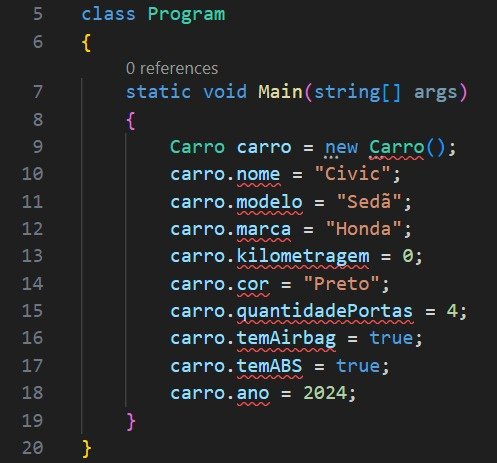 5 class Program
6 {
0 references
7 static void Main(string[] args)
8 {
9 Carro carro = new Carro();
10 carro.nome = "Civic";
11 carro.modelo = "Sedã";
12 carro.marca = "Honda";
13 carro.kilometragem = 0;
14 carro.cor = "Preto";
15 carro.quantidadePortas = 4;
16 carro.temAirbag = true;
17 carro.temABS = true;
18 carro.ano = 2024;
19 }
20 }